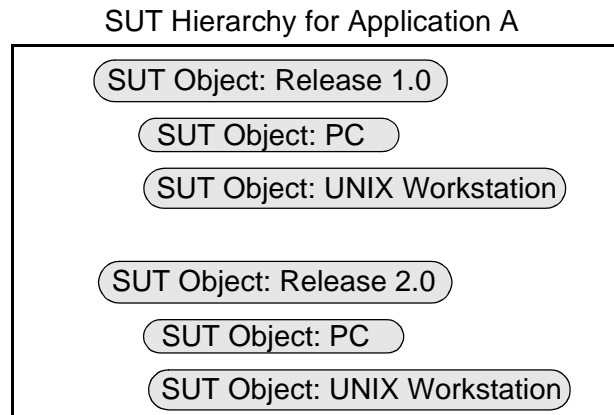 SUT Hierarchy for Application A
SUT Object: Release 1.0
SUT Object: PC
SUT Object: UNIX Workstation
SUT Object: Release 2.0
SUT Object: PC
SUT Object: UNIX Workstation